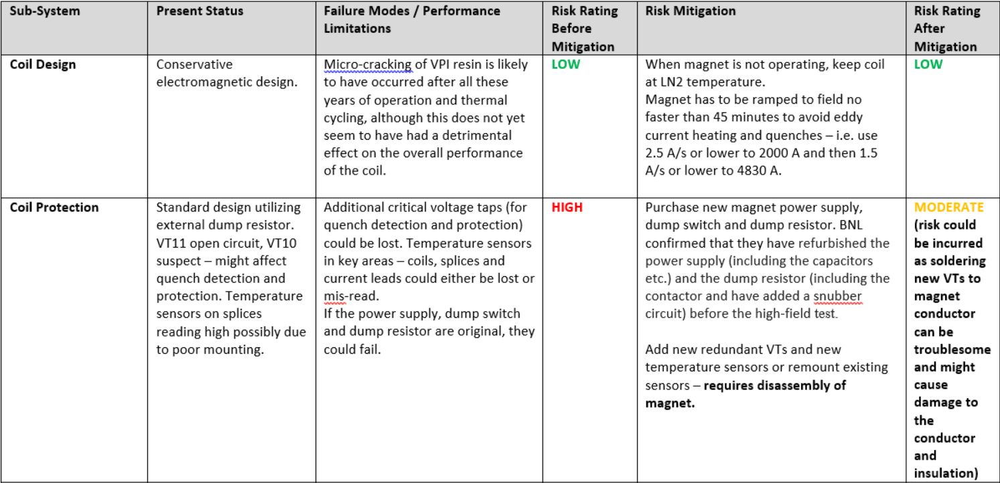 Sub-System
Present Status
Failure Modes / Performance
Limitations
Risk Rating
Before
Mitigation
Risk Mitigation
Risk Rating
After
Mitigation
Coil Design
Conservative
electromagnetic design.
Micro-cracking of VPI resin is likely
to have occurred after all these
years of operation and thermal
cycling, although this does not yet
seem to have had a detrimental
effect on the overall performance
of the coil.
LOW
When magnet is not operating, keep coil
at LN2 temperature.
Magnet has to be ramped to field no
faster than 45 minutes to avoid eddy
current heating and quenches – i.e. use
2.5 A/s or lower to 2000 A and then 1.5
A/s or lower to 4830 A.
LOW
Coil Protection
Standard design utilizing
external dump resistor.
VT11 open circuit, VT10
suspect – might affect
quench detection and
protection. Temperature
sensors on splices
reading high possibly due
to poor mounting.
Additional critical voltage taps (for
quench detection and protection)
could be lost. Temperature sensors
in key areas – coils, splices and
current leads could either be lost or
mis-read.
If the power supply, dump switch
and dump resistor are original, they
could fail.
HIGH
Purchase new magnet power supply,
dump switch and dump resistor. BNL
confirmed that they have refurbished the
power supply (including the capacitors
etc.) and the dump resistor (including the
contactor and have added a snubber
circuit) before the high-field test.
Add new redundant VTs and new
temperature sensors or remount existing
sensors – requires disassembly of
magnet.
MODERATE
(risk could
be incurred
as soldering
new VTs to
magnet
conductor
can be
troublesome
and might
cause
damage to
the
conductor
and
insulation)